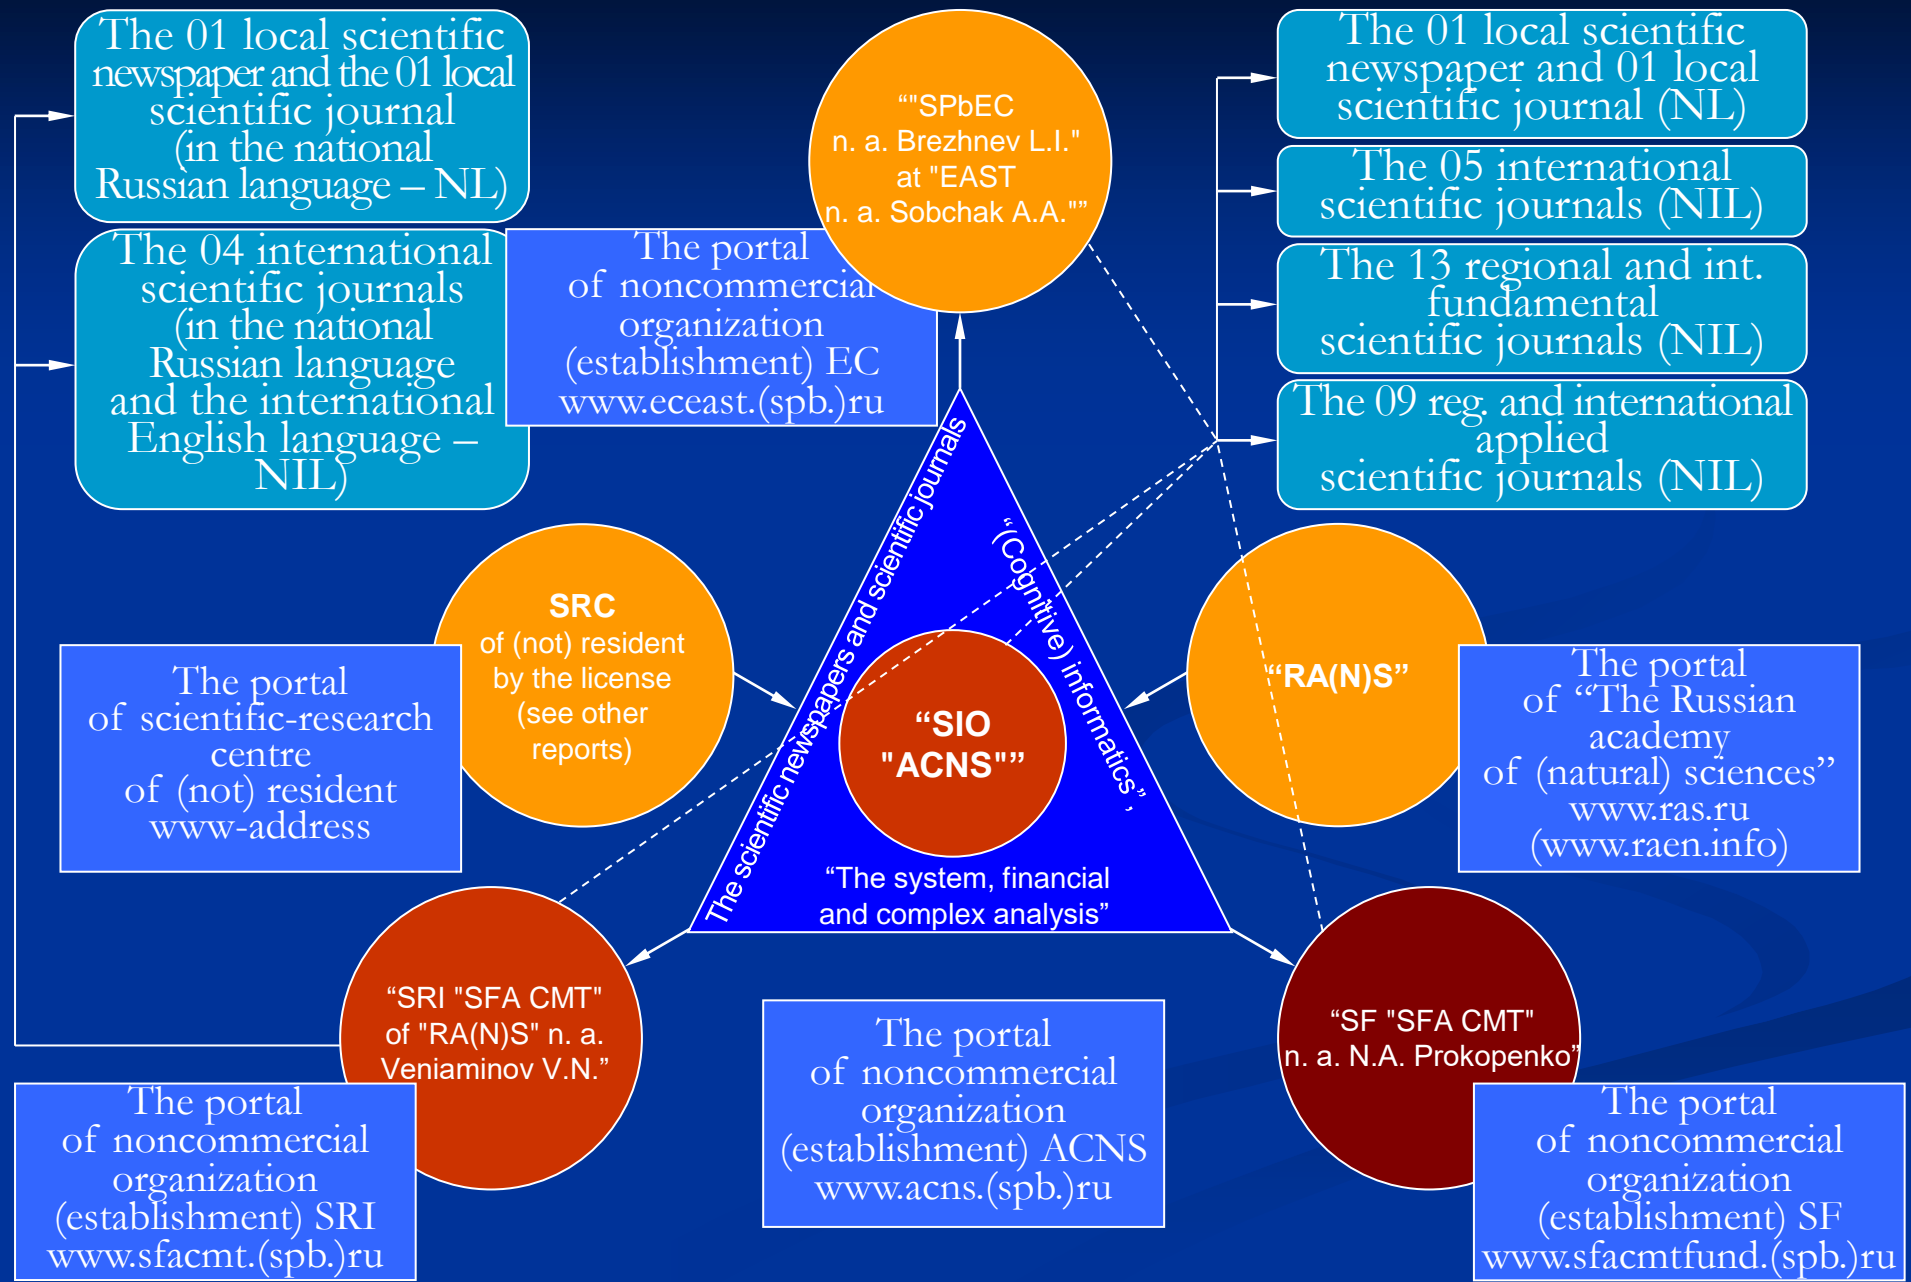 The 01 local scientific
newspaper and the 01 local
scientific journal
(in the national
Russian language – NL)
The 04 international
scientific journals
(in the national
Russian language
and the international
English language –
NIL)
The portal
of noncommercial
organization
(establishment) EC
www.eceast.(spb.)ru
“"SPbEC
n. a. Brezhnev L.I."
at "EAST
n. a. Sobchak A.A."”
The 01 local scientific
newspaper and 01 local
scientific journal (NL)
The 05 international
scientific journals (NIL)
The 13 regional and int.
fundamental
scientific journals (NIL)
The 09 reg. and international
applied
scientific journals (NIL)
SRC
of (not) resident
by the license
(see other
reports)
The portal
of scientific-research
centre
of (not) resident
www-address
The scientific newspapers and scientific journals
“(Cognitive) informatics”,
“SIO
"ACNS"”
“The system, financial
and complex analysis”
“RA(N)S”
The portal
of “The Russian
academy
of (natural) sciences”
www.ras.ru
(www.raen.info)
“SRI "SFA CMT"
of "RA(N)S" n. a.
Veniaminov V.N.”
The portal
of noncommercial
organization
(establishment) SRI
www.sfacmt.(spb.)ru
The portal
of noncommercial
organization
(establishment) ACNS
www.acns.(spb.)ru
“SF "SFA CMT"
n. a. N.A. Prokopenko”
The portal
of noncommercial
organization
(establishment) SF
www.sfacmtfund.(spb.)ru